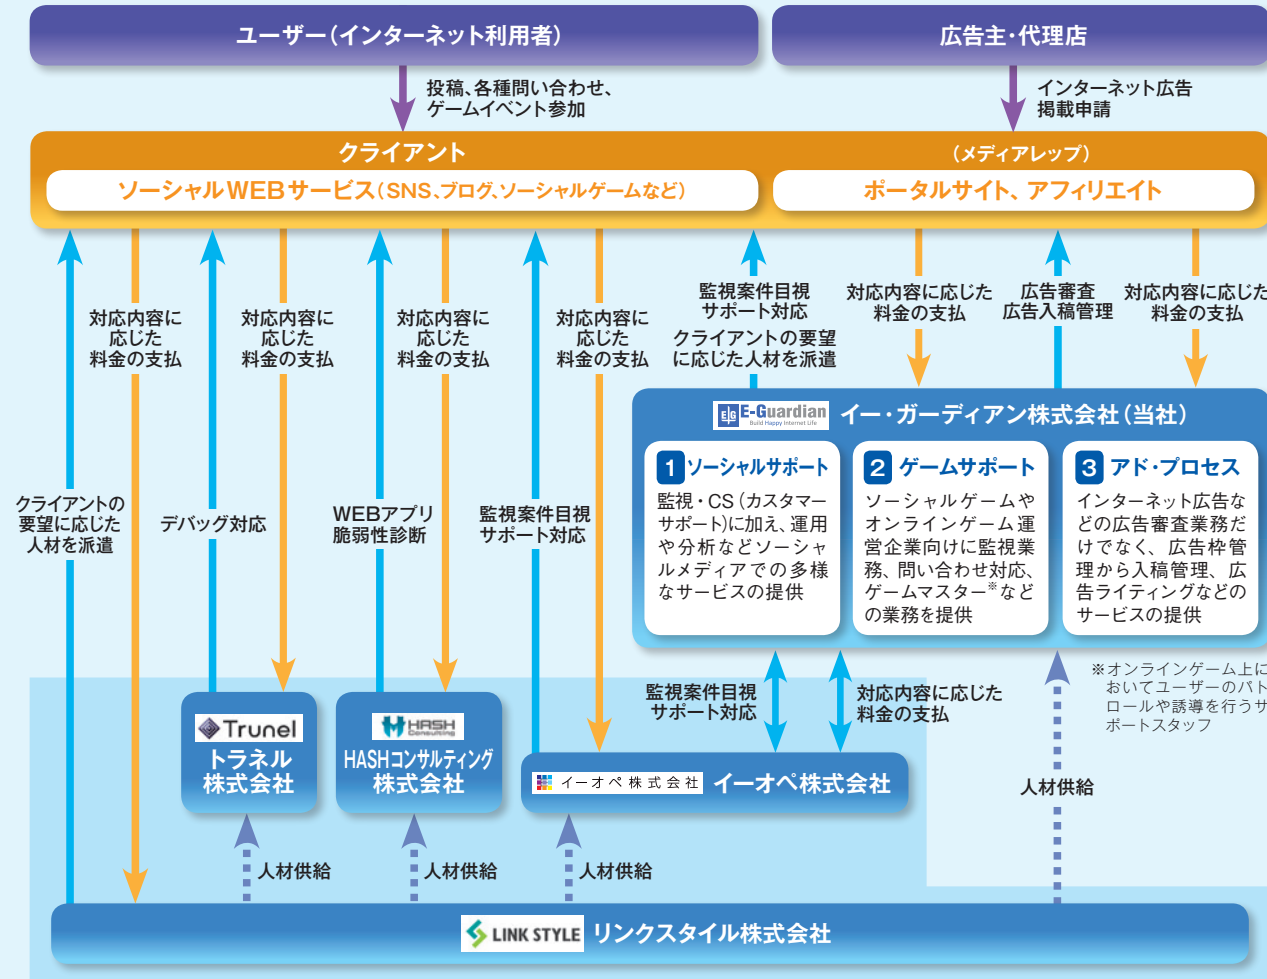 ユーザー(インターネット利用者)
広告主・代理店
投稿、各種問い合わせ、
ゲームイベント参加
インターネット広告
掲載申請
クライアント
(メディアレップ)
ソーシャルWEBサービス(SNS、ブログ、ソーシャルゲームなど)
ポータルサイト、アフィリエイト
対応内容に
応じた
料金の支払
対応内容に
応じた
料金の支払
対応内容に
応じた
料金の支払
対応内容に
応じた
料金の支払
監視案件目視
サポート対応
クライアントの要望
に応じた人材を派遣
対応内容に応じた
料金の支払
広告審査
広告入稿管理
対応内容に応じた
料金の支払
クライアントの
要望に応じた
人材を派遣
デバッグ対応
WEBアプリ
脆弱性診断
監視案件目視
サポート対応
E|G E-Guardian
Build Happy Internet Life
イー・ガーディアン株式会社(当社)
1 ソーシャルサポート
監視・CS(カスタマー
サポート)に加え、運用
や分析などソーシャ
ルメディアでの多様
なサービスの提供
2 ゲームサポート
ソーシャルゲームや
オンラインゲーム運
営企業向けに監視業
務、問い合わせ対応、
ゲームマスター※など
の業務を提供
3 アド・プロセス
インターネット広告な
どの広告審査業務だ
けでなく、広告枠管
理から入稿管理、広
告ライティングなどの
サービスの提供
※オンラインゲーム上に
おいてユーザーのパト
ロールや誘導を行うサ
ポートスタッフ
監視案件目視
サポート対応
対応内容に応じた
料金の支払
Trunel
トラネル
株式会社
HASH
Consulting
HASHコンサルティング
株式会社
イーオペ株式会社
イーオペ株式会社
人材供給
人材供給
人材供給
人材供給
LINK STYLE
リンクスタイル株式会社